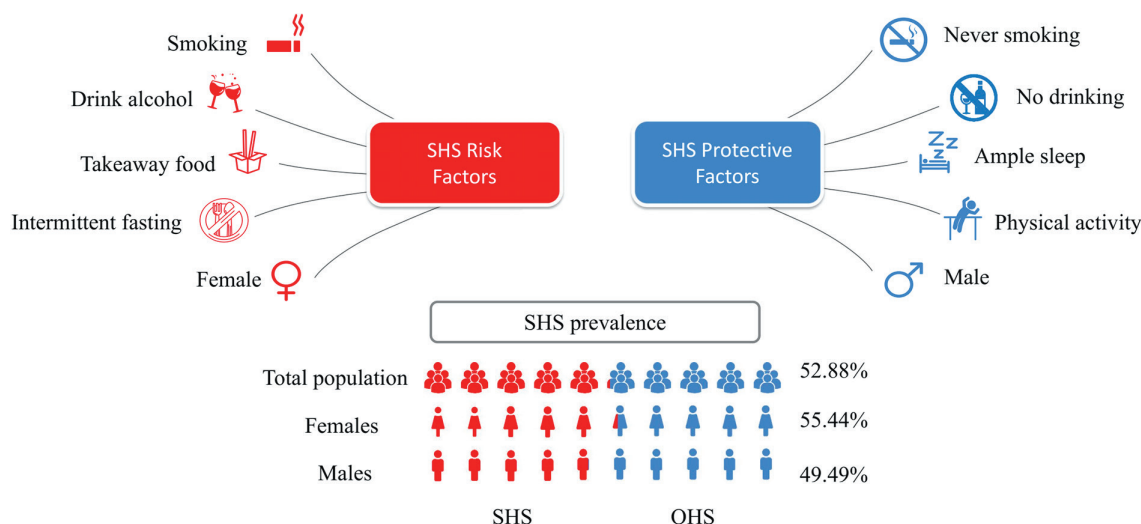 Smoking
Drink alcohol
Takeaway food
Intermittent fasting
Female
SHS Risk
Factors
SHS Protective
Factors
Never smoking
No drinking
Ample sleep
Physical activity
Male
SHS prevalence
Total population
52.88%
Females
55.44%
Males
49.49%
SHS
OHS